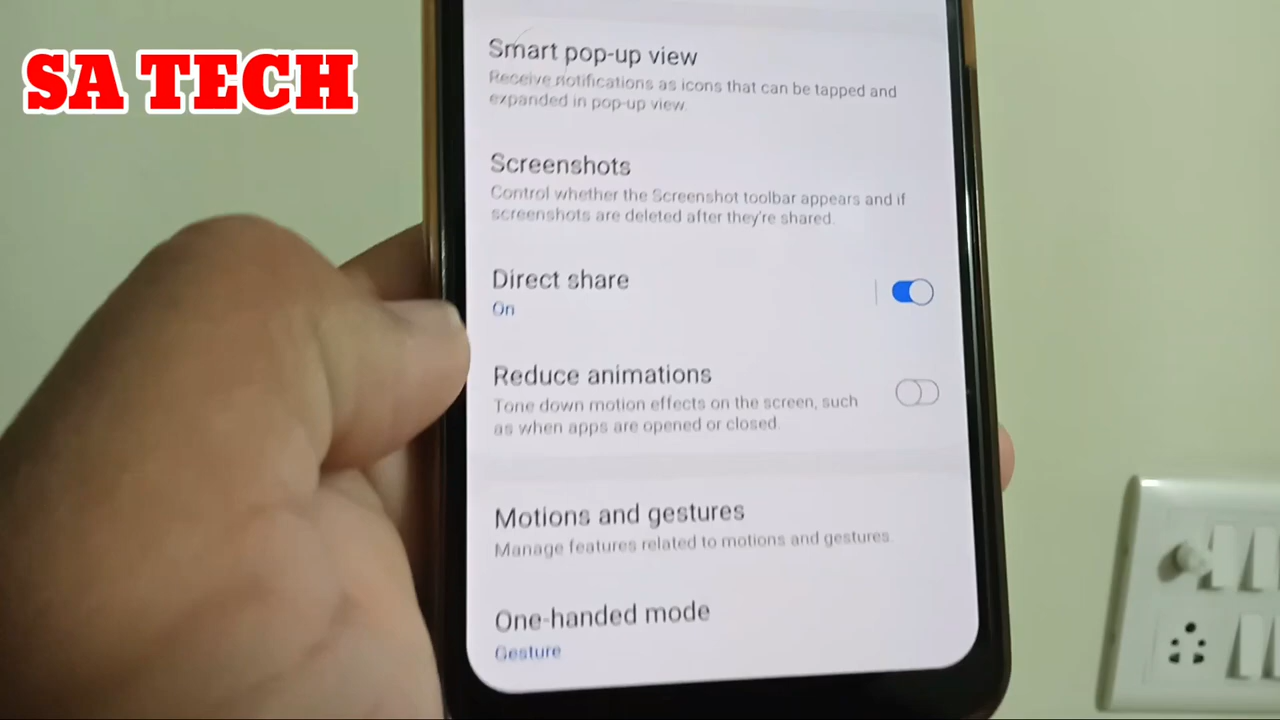 SA TECH
Smart pop-up view
Receive notifications as icons that can be tapped and
expanded in pop-up view.
Screenshots
Control whether the Screenshot toolbar appears and if
screenshots are deleted after they're shared.
Direct share
On
Reduce animations
Tone down motion effects on the screen, such
as when apps are opened or closed.
Motions and gestures
Manage features related to motions and gestures.
One-handed mode
Gesture